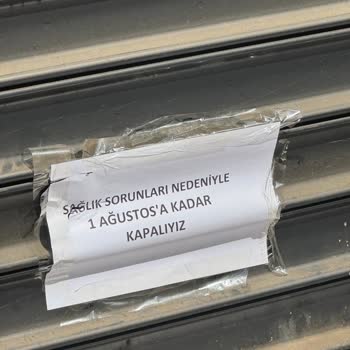 SAĞLIK SORUNLARI NEDENİYLE
1 AĞUSTOS'A KADAR
KAPALIYIZ